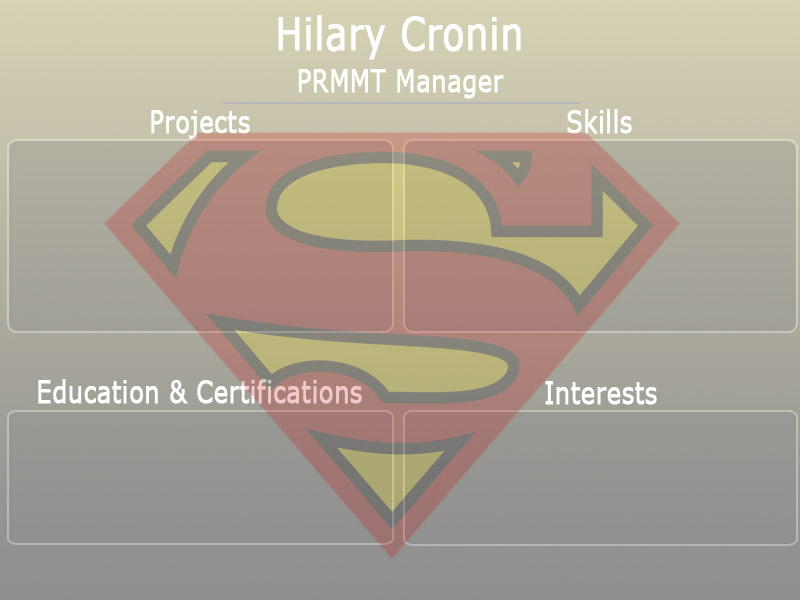 Hilary Cronin
PRMMT Manager
Projects
Skills
Education & Certifications
Interests